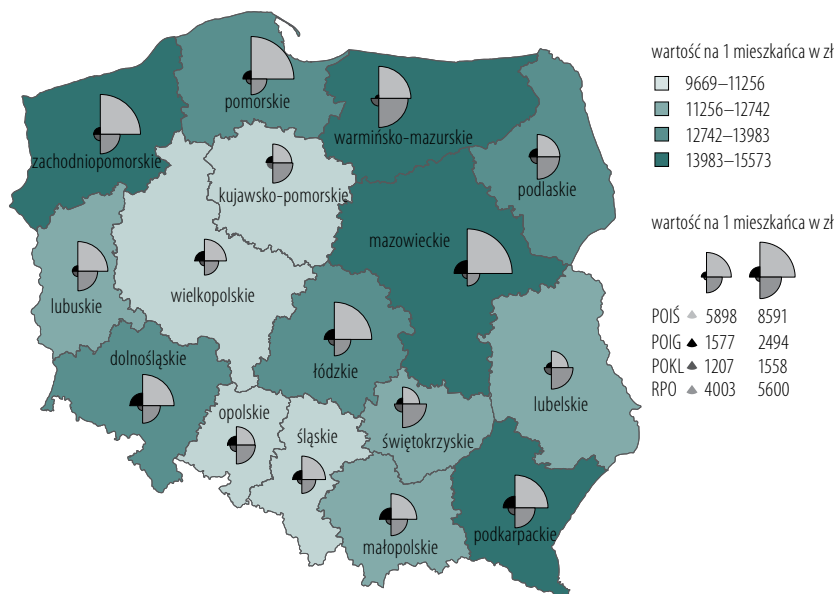 wartość na 1 mieszkańca w zł
9669–11256
11256–12742
12742–13983
13983–15573
wartość na 1 mieszkańca w zł
POIŚ 5898 8591
POIG 1577 2494
POKL 1207 1558
RPO 4003 5600
pomorskie
warmińsko-mazurskie
zachodniopomorskie
podlaskie
kujawsko-pomorskie
mazowieckie
wielkopolskie
lubuskie
dolnośląskie
łódzkie
lubelskie
opolskie
śląskie
świętokrzyskie
podkarpackie
małopolskie